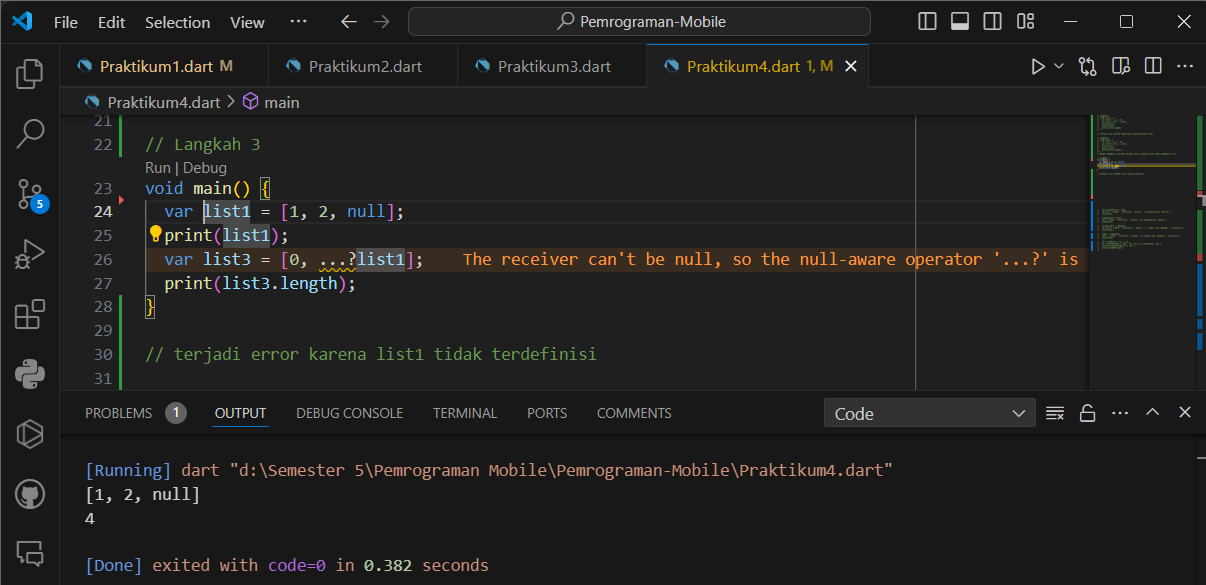 File Edit Selection View ··· Pemrograman-Mobile
Praktikum1.dart M Praktikum2.dart Praktikum3.dart Praktikum4.dart 1, M
Praktikum4.dart > main
21
22 // Langkah 3
Run | Debug
23 void main() {
24 var list1 = [1, 2, null];
25 print(list1);
26 var list3 = [0, ...?list1]; The receiver can't be null, so the null-aware operator '...?' is
27 print(list3.length);
28 }
29
30 // terjadi error karena list1 tidak terdefinisi
31
5
PROBLEMS 1 OUTPUT DEBUG CONSOLE TERMINAL PORTS COMMENTS Code
[Running] dart "d:\Semester 5\Pemrograman Mobile\Pemrograman-Mobile\Praktikum4.dart"
[1, 2, null]
4
[Done] exited with code=0 in 0.382 seconds